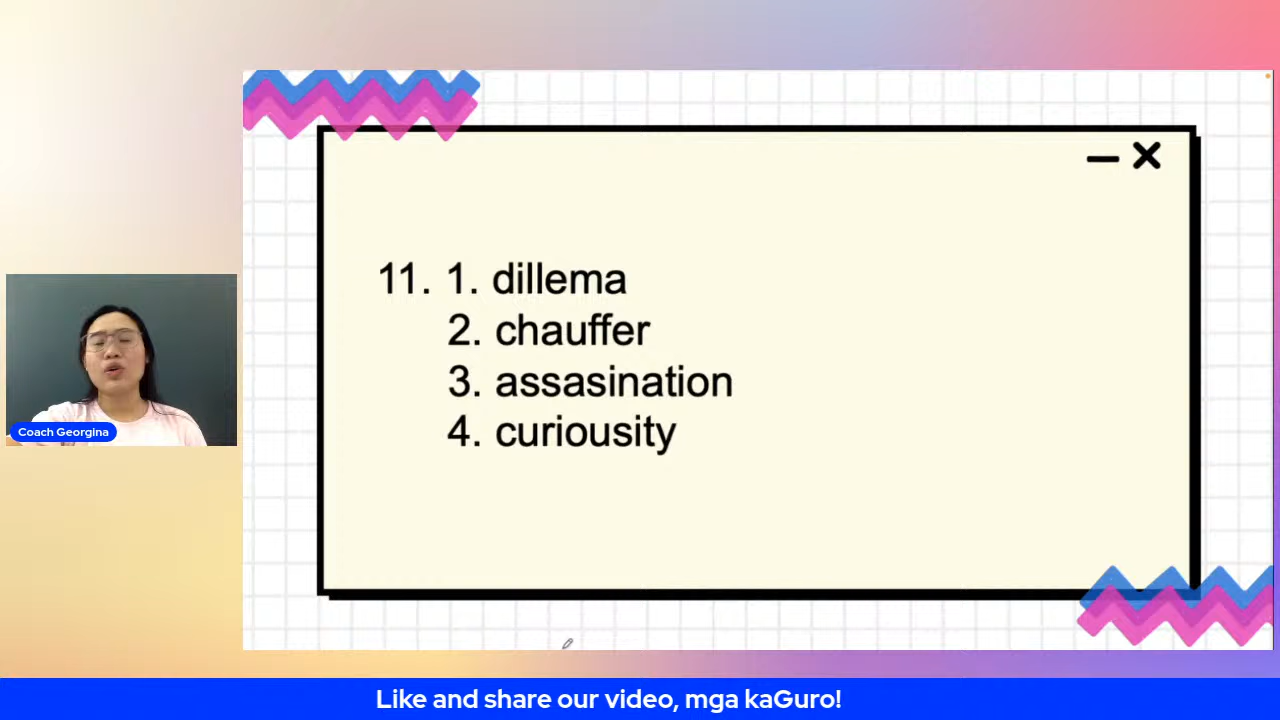 11. 1. dillema
2. chauffer
3. assasination
4. curiousity
Coach Georgina
Like and share our video, mga kaGuro!